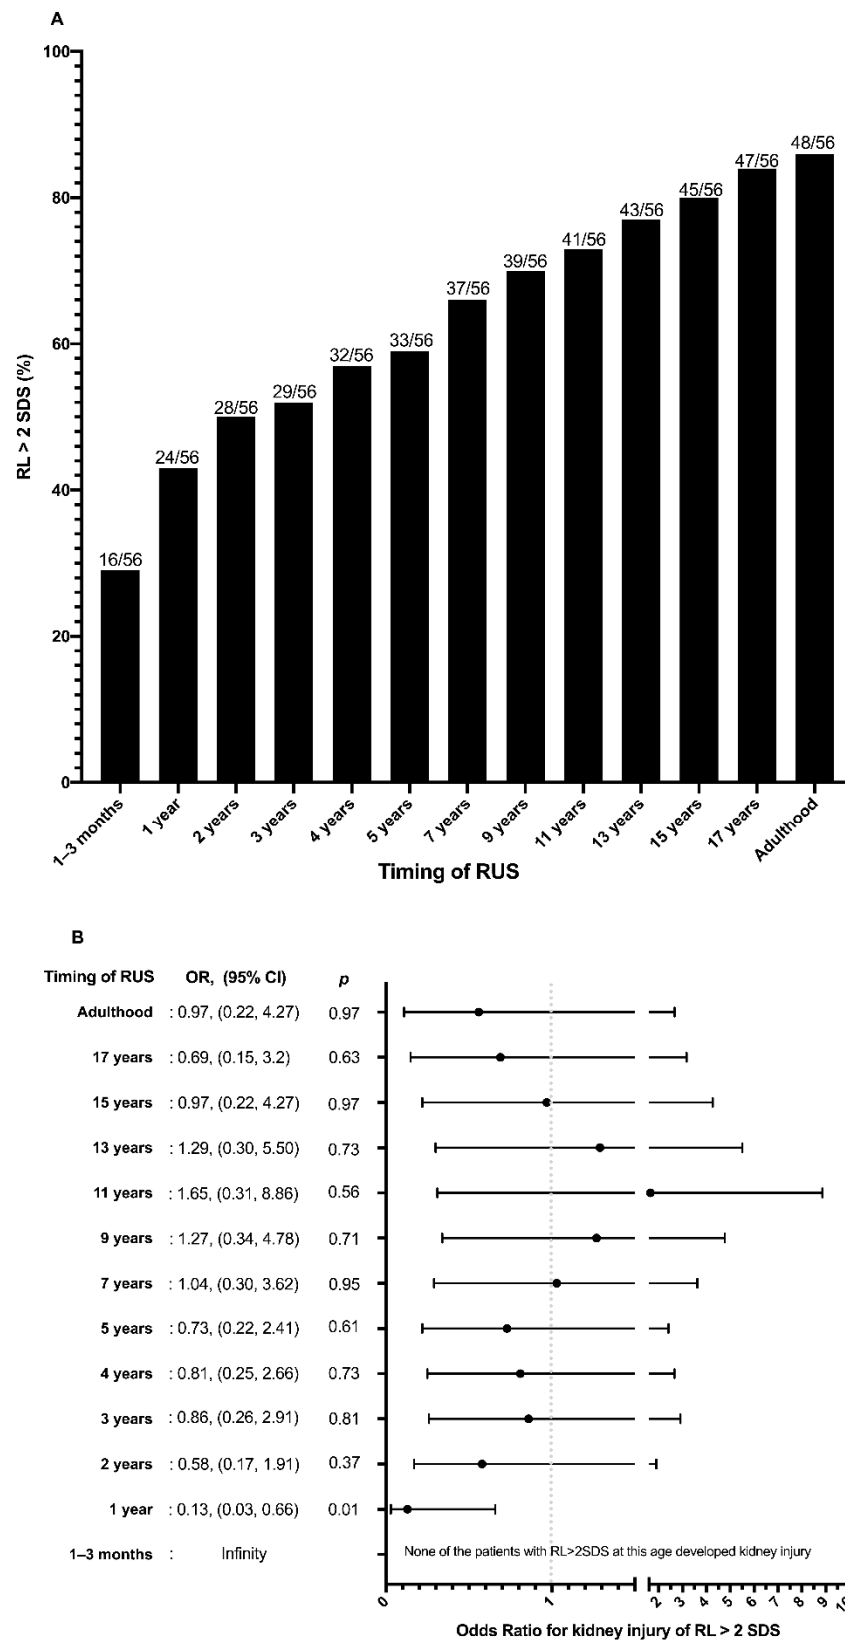 A
100
80
60
40
20
0
RL > 2 SDS (%)
16/56
24/56
28/56
29/56
32/56
33/56
37/56
39/56
41/56
43/56
45/56
47/56
48/56
1–3 months
1 year
2 years
3 years
4 years
5 years
7 years
9 years
11 years
13 years
15 years
17 years
Adulthood
Timing of RUS
B
Timing of RUS OR, (95% CI) p
Adulthood : 0.97, (0.22, 4.27) 0.97
17 years : 0.69, (0.15, 3.2) 0.63
15 years : 0.97, (0.22, 4.27) 0.97
13 years : 1.29, (0.30, 5.50) 0.73
11 years : 1.65, (0.31, 8.86) 0.56
9 years : 1.27, (0.34, 4.78) 0.71
7 years : 1.04, (0.30, 3.62) 0.95
5 years : 0.73, (0.22, 2.41) 0.61
4 years : 0.81, (0.25, 2.66) 0.73
3 years : 0.86, (0.26, 2.91) 0.81
2 years : 0.58, (0.17, 1.91) 0.37
1 year : 0.13, (0.03, 0.66) 0.01
1–3 months : Infinity None of the patients with RL>2SDS at this age developed kidney injury
0 1 2 3 4 5 6 7 8 9 10
Odds Ratio for kidney injury of RL > 2 SDS